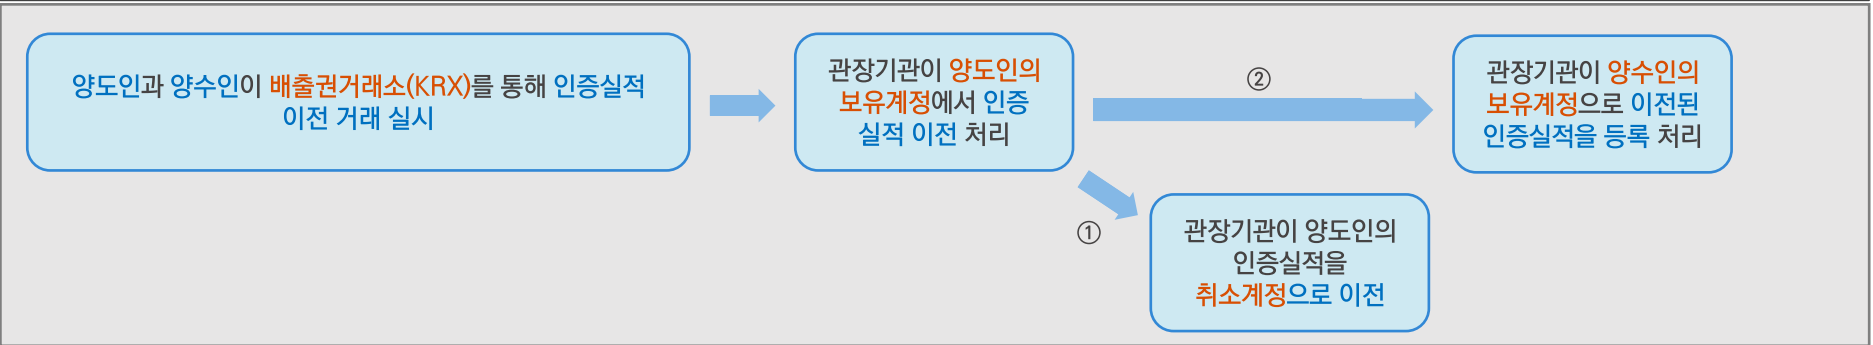 양도인과 양수인이 배출권거래소(KRX)를 통해 인증실적
이전 거래 실시
관장기관이 양도인의
보유계정에서 인증
실적 이전 처리
②
관장기관이 양수인의
보유계정으로 이전된
인증실적을 등록 처리
①
관장기관이 양도인의
인증실적을
취소계정으로 이전